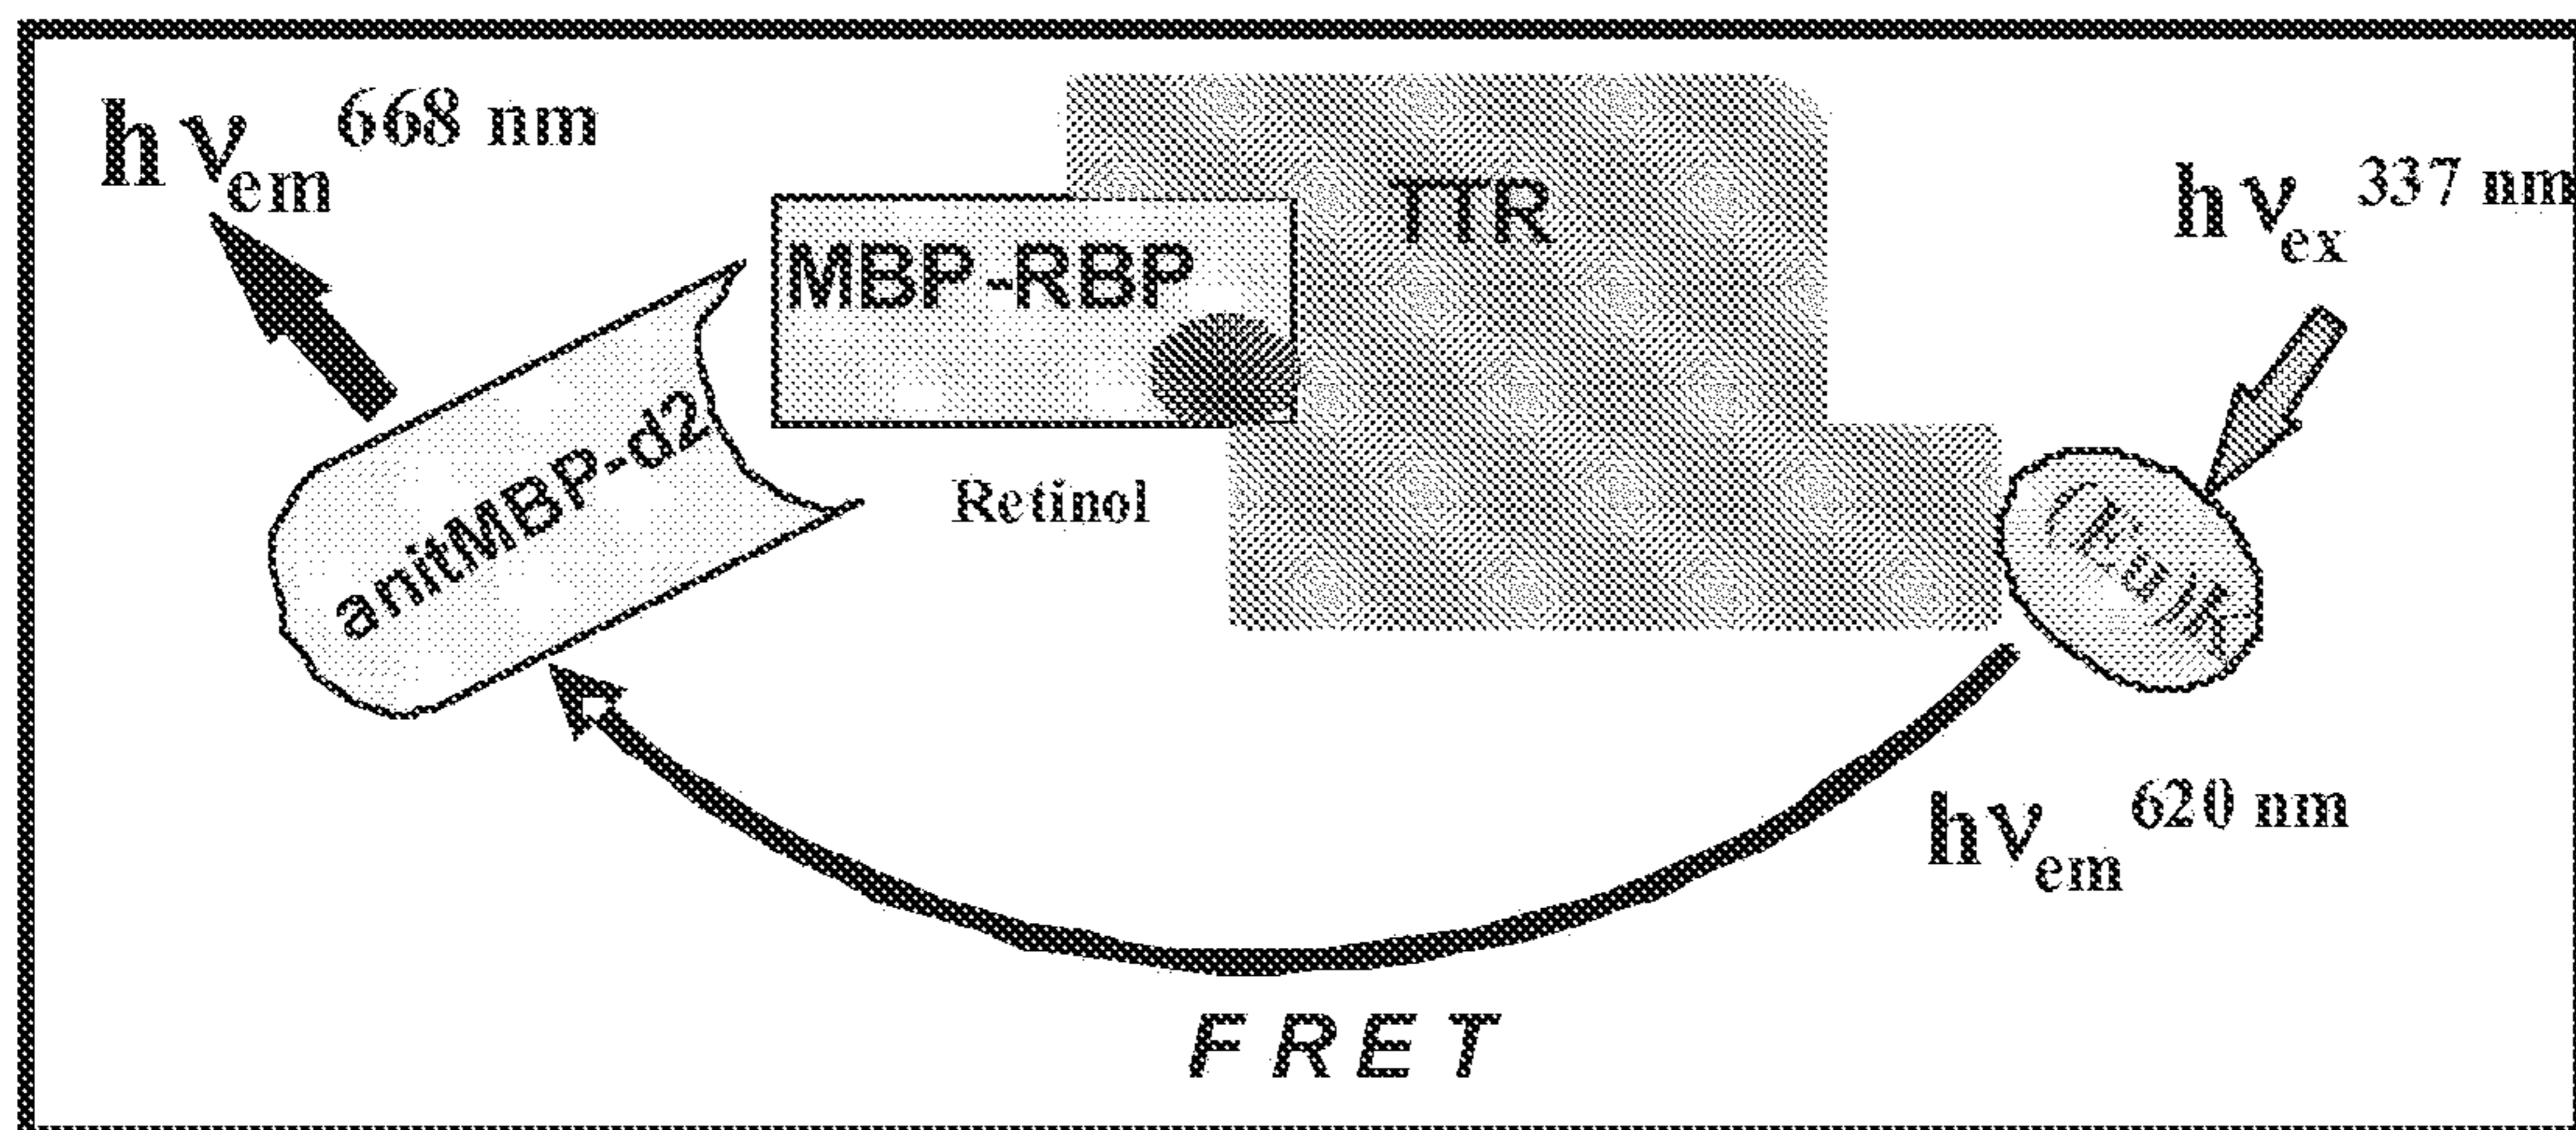 hν_em 668 nm
TTR
hν_ex 337 nm
MBP-RBP
anitMBP-d2
Retinol
hν_em 620 nm
FRET